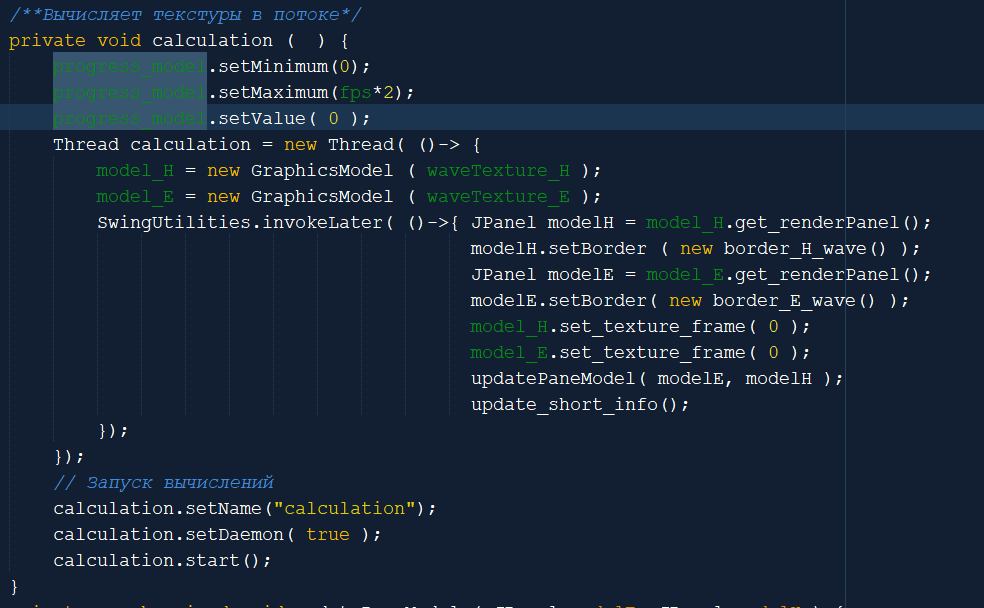 /**Вычисляет текстуры в потоке*/
private void calculation (  ) {
progress_model.setMinimum(0);
progress_model.setMaximum(fps*2);
progress_model.setValue( 0 );
Thread calculation = new Thread( ()-> {
model_H = new GraphicsModel ( waveTexture_H );
model_E = new GraphicsModel ( waveTexture_E );
SwingUtilities.invokeLater( ()->{ JPanel modelH = model_H.get_renderPanel();
modelH.setBorder ( new border_H_wave() );
JPanel modelE = model_E.get_renderPanel();
modelE.setBorder( new border_E_wave() );
model_H.set_texture_frame( 0 );
model_E.set_texture_frame( 0 );
updatePaneModel( modelE, modelH );
update_short_info();
});
});
// Запуск вычислений
calculation.setName("calculation");
calculation.setDaemon( true );
calculation.start();
}